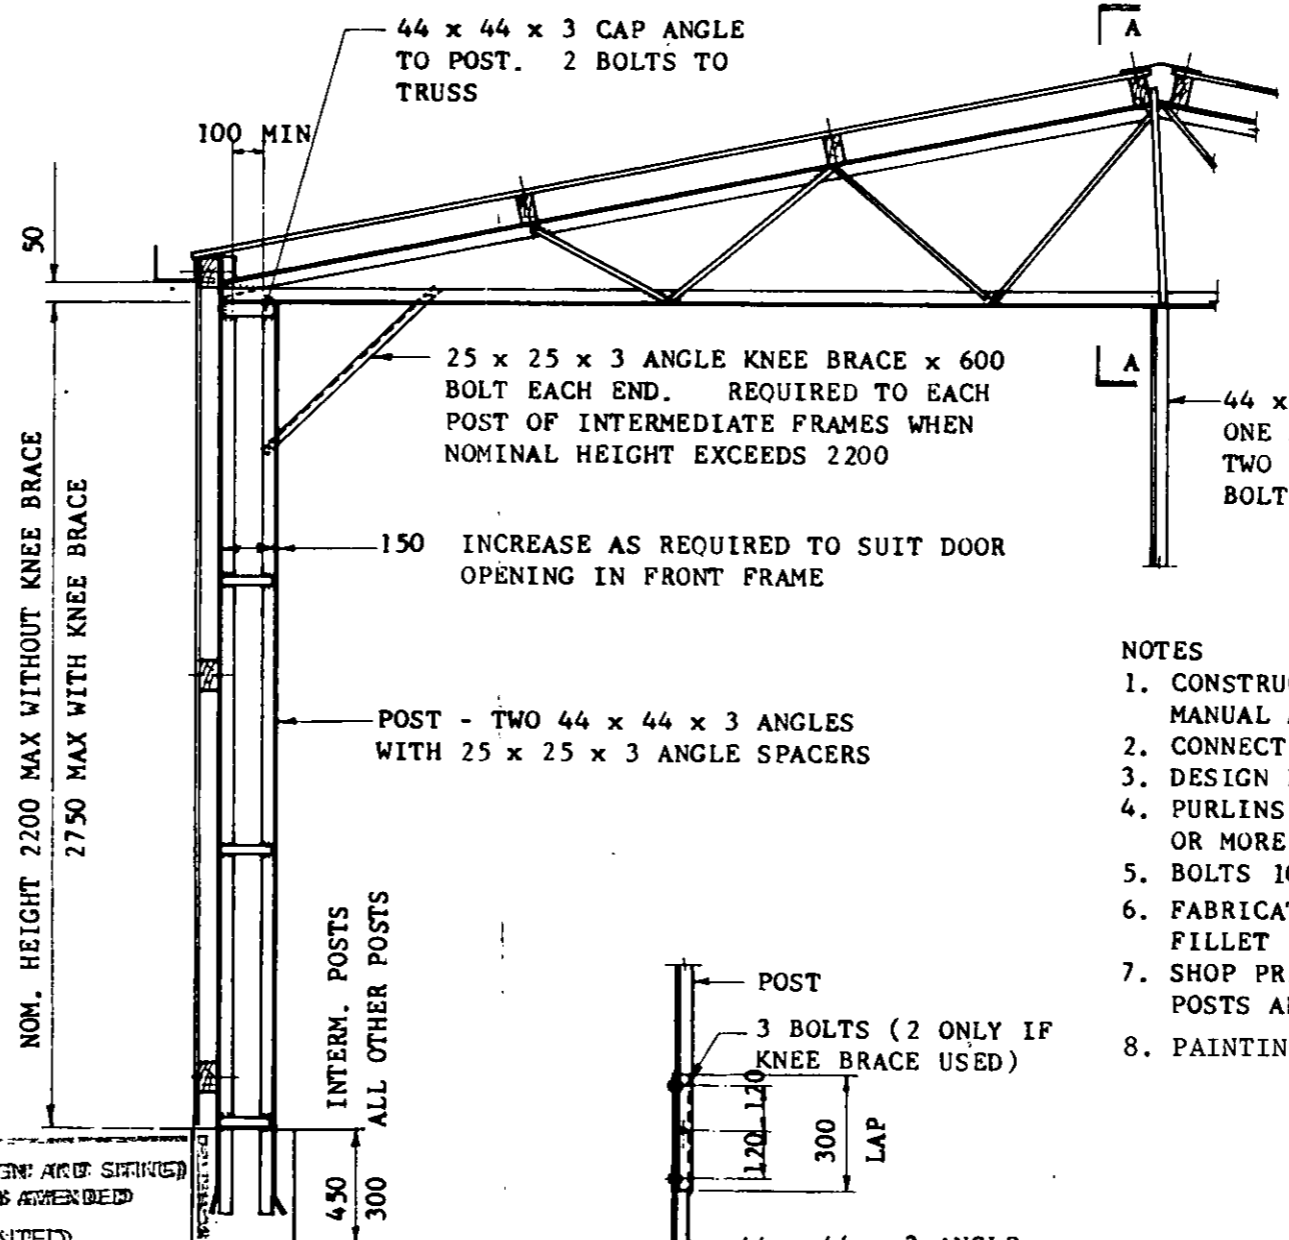 44 x 44 x 3 CAP ANGLE
TO POST. 2 BOLTS TO
TRUSS
A
100 MIN
50
25 x 25 x 3 ANGLE KNEE BRACE x 600
BOLT EACH END. REQUIRED TO EACH
POST OF INTERMEDIATE FRAMES WHEN
NOMINAL HEIGHT EXCEEDS 2200
A
44 x
ONE
TWO
BOLT
NOM. HEIGHT 2200 MAX WITHOUT KNEE BRACE
2750 MAX WITH KNEE BRACE
150 INCREASE AS REQUIRED TO SUIT DOOR
OPENING IN FRONT FRAME
POST - TWO 44 x 44 x 3 ANGLES
WITH 25 x 25 x 3 ANGLE SPACERS
NOTES
1. CONSTRU
MANUAL
2. CONNECT
3. DESIGN
4. PURLINS
OR MORE
5. BOLTS 1
6. FABRICAT
FILLET
7. SHOP PR
POSTS A
8. PAINTIN
450 INTERM. POSTS
300 ALL OTHER POSTS
POST
3 BOLTS (2 ONLY IF
KNEE BRACE USED)
120 120
300
LAP
AND SITING)
AS AMENDED